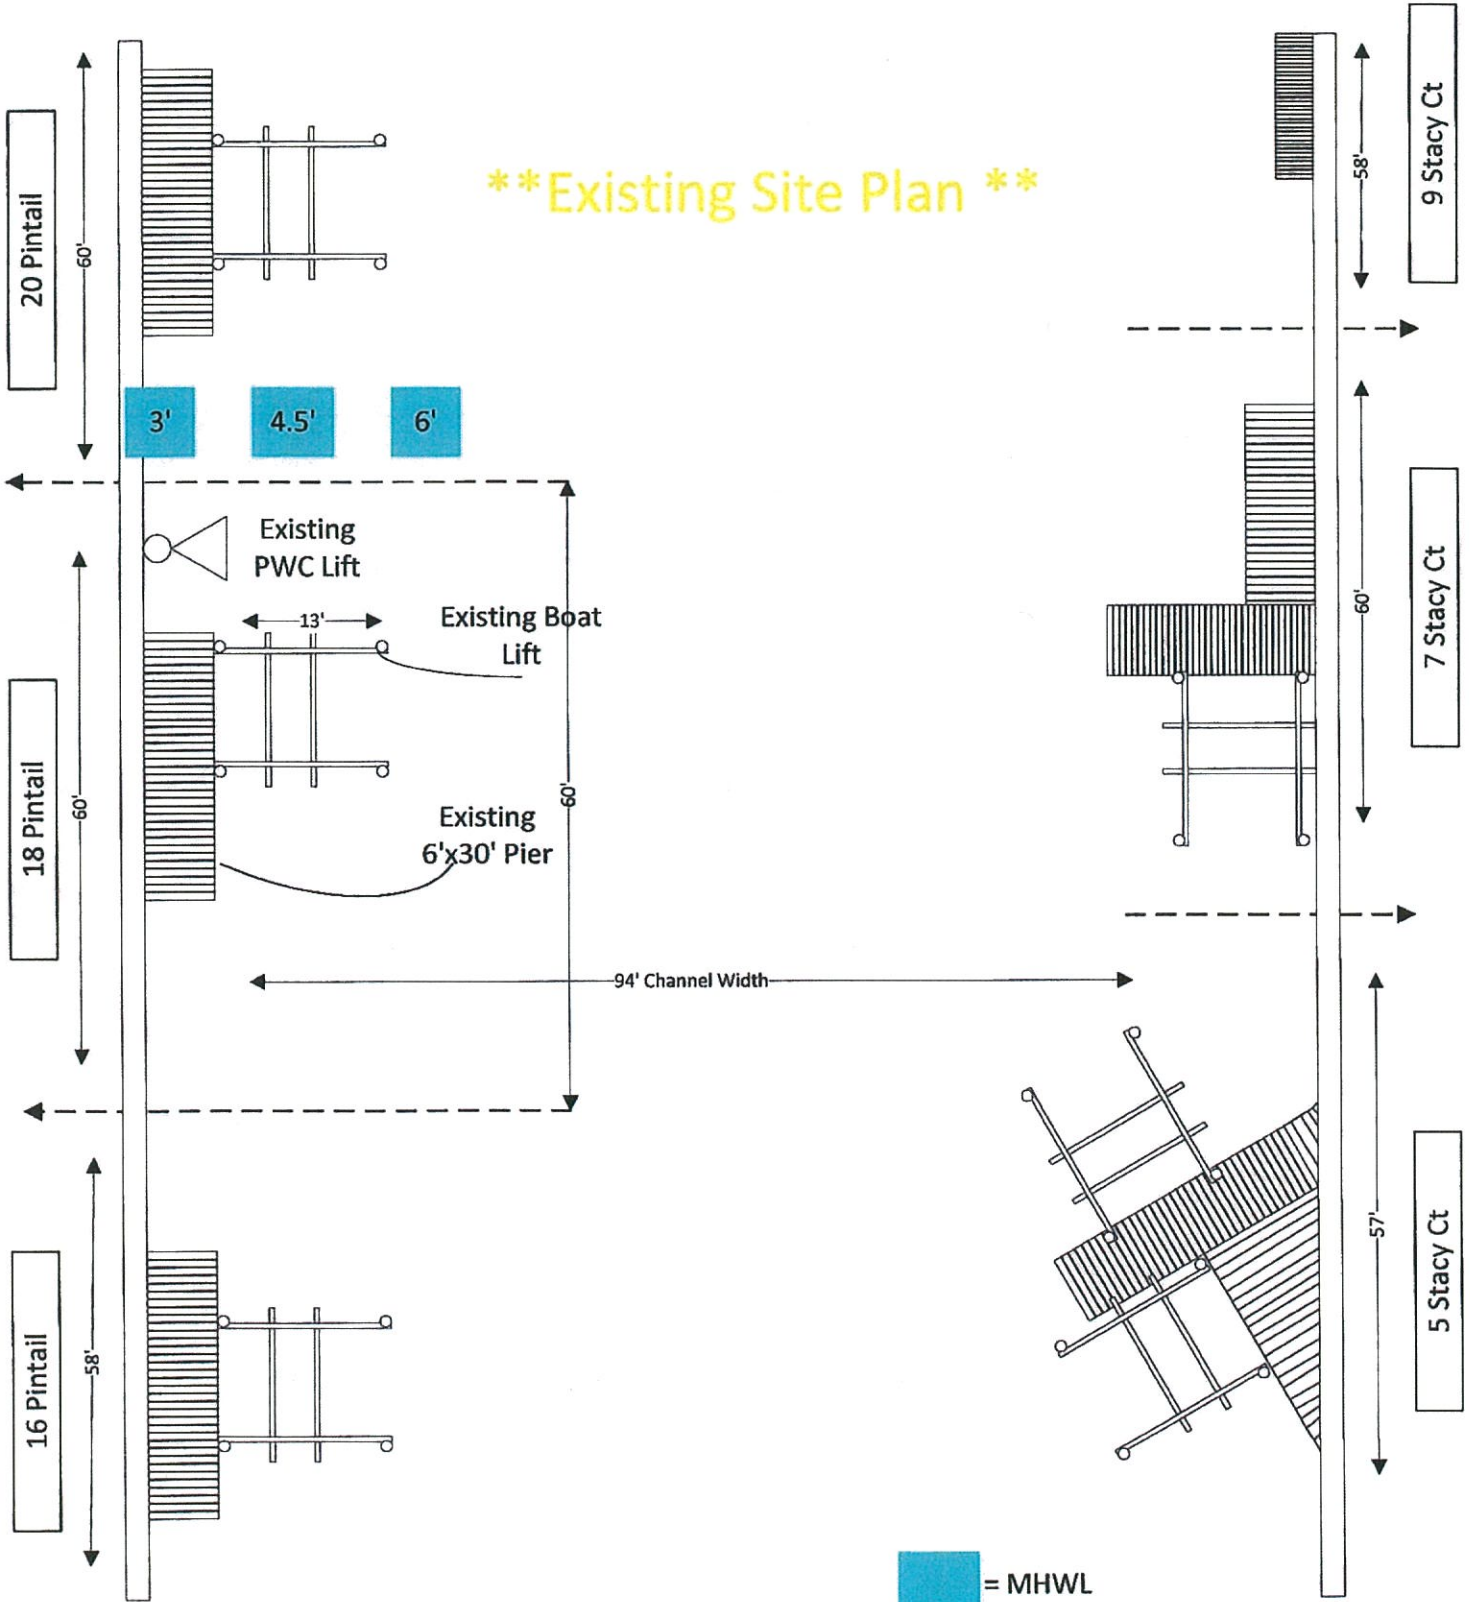 **Existing Site Plan **
20 Pintail
60'
3'
4.5'
6'
Existing
PWC Lift
13'
Existing Boat
Lift
18 Pintail
60'
60'
Existing
6'x30' Pier
94' Channel Width
16 Pintail
58'
58'
9 Stacy Ct
60'
7 Stacy Ct
57'
5 Stacy Ct
= MHWL